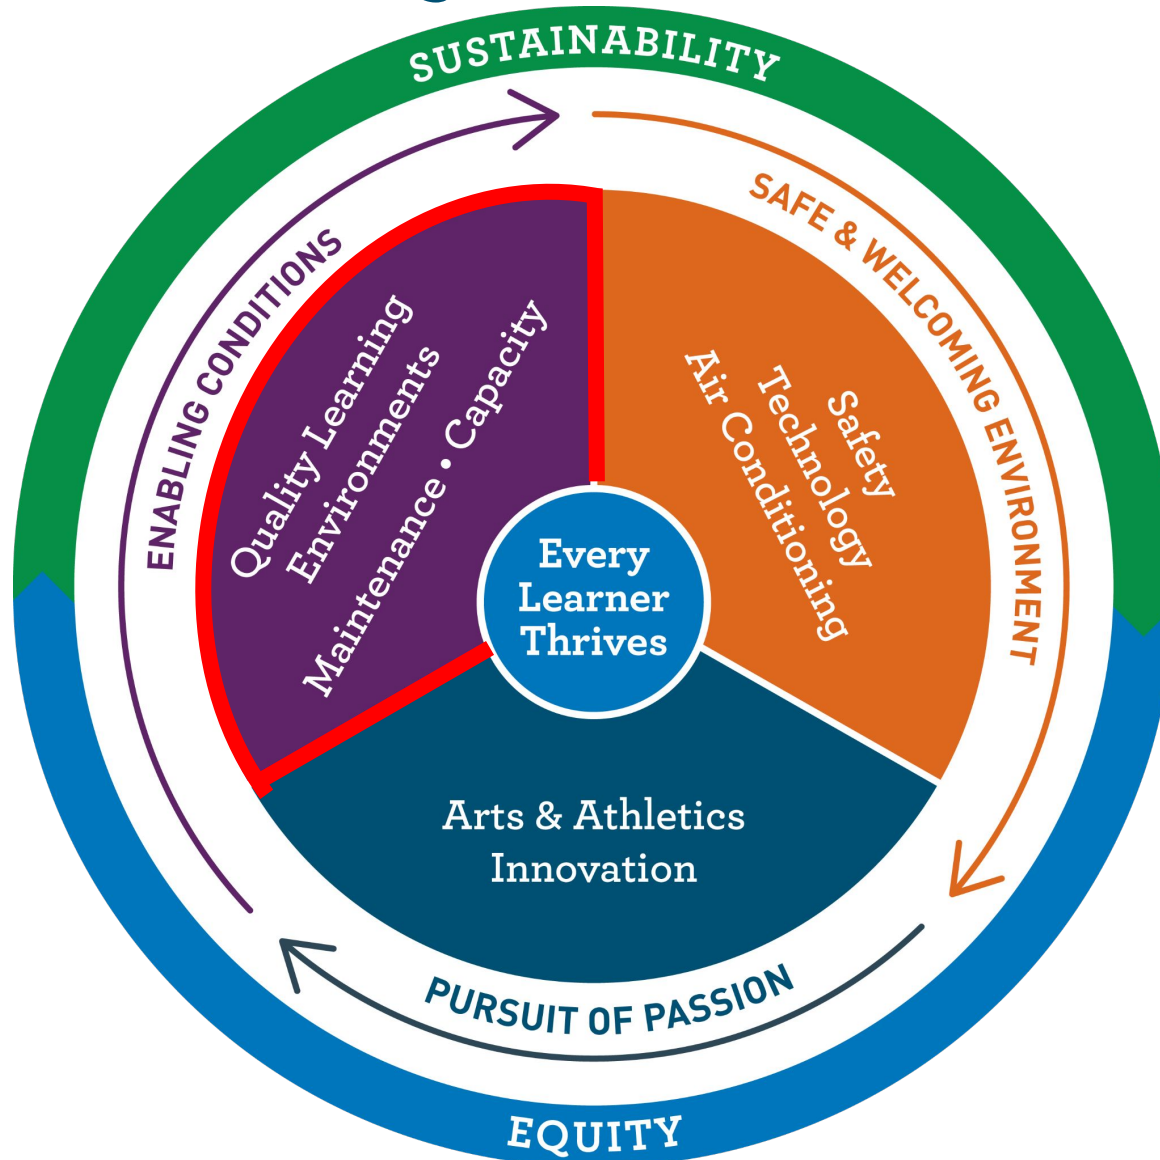 SUSTAINABILITY
SAFE & WELCOMING ENVIRONMENT
ENABLING CONDITIONS
Quality Learning
Environments
Maintenance • Capacity
Safety
Technology
Air Conditioning
Every
Learner
Thrives
Arts & Athletics
Innovation
PURSUIT OF PASSION
EQUITY